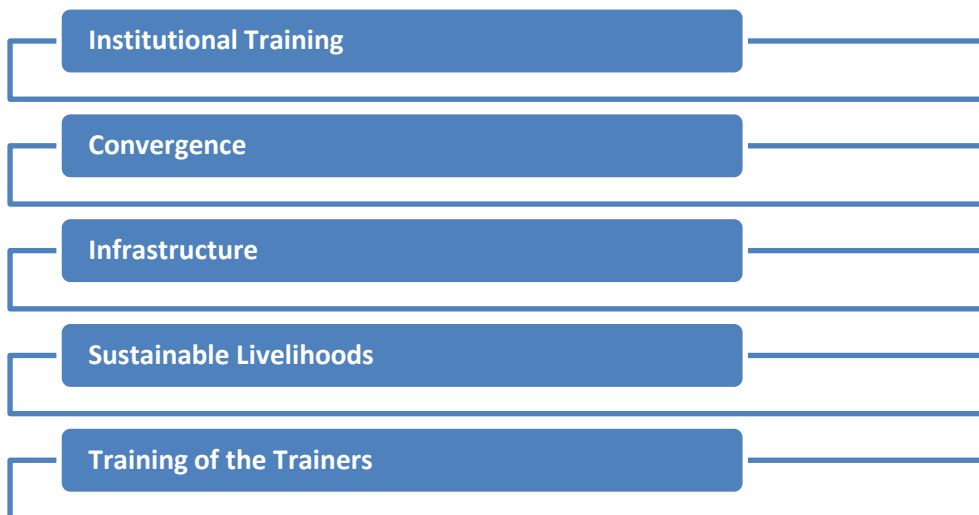 Institutional Training
Convergence
Infrastructure
Sustainable Livelihoods
Training of the Trainers